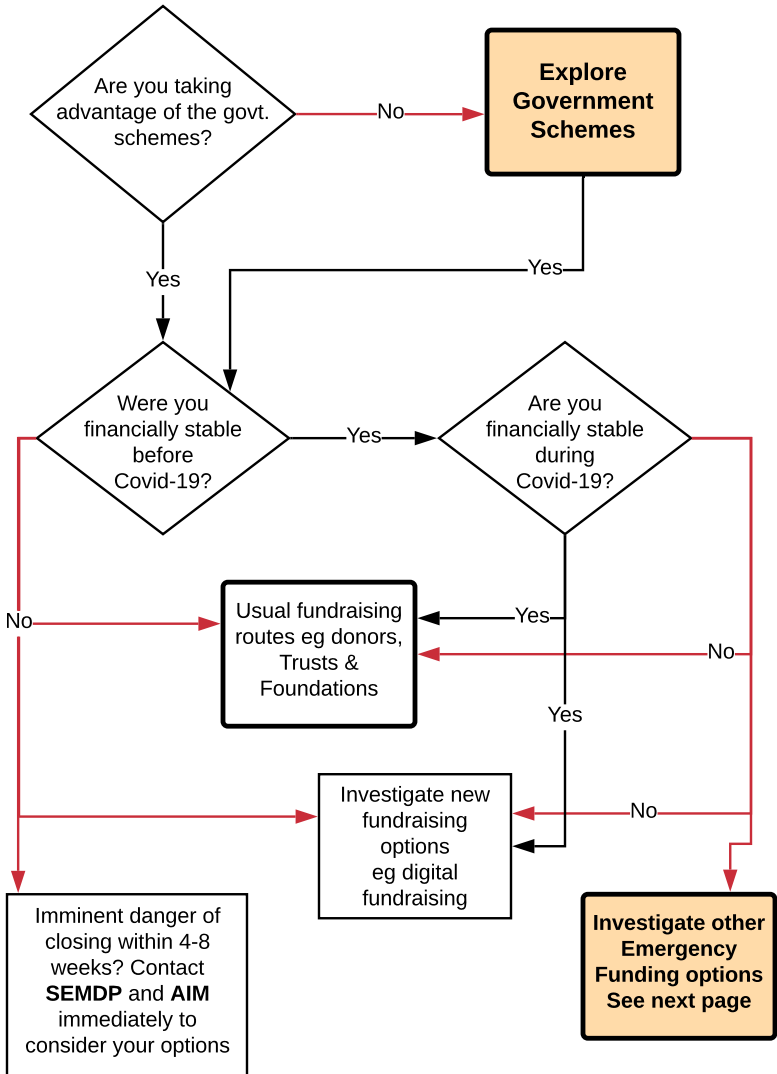 Are you taking
advantage of the govt.
schemes?
No
Explore
Government
Schemes
Yes
Yes
Were you
financially stable
before
Covid-19?
Yes
Are you
financially stable
during
Covid-19?
No
Usual fundraising
routes eg donors,
Trusts &
Foundations
Yes
No
Yes
Investigate new
fundraising
options
eg digital
fundraising
No
Imminent danger of
closing within 4-8
weeks? Contact
SEMDP and AIM
immediately to
consider your options
Investigate other
Emergency
Funding options
See next page